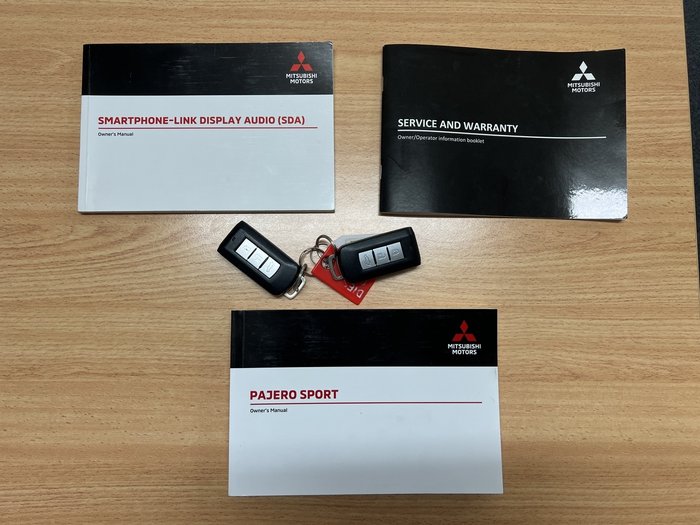 MITSUBISHI
MOTORS
SMARTPHONE-LINK DISPLAY AUDIO (SDA)
Owner's Manual
MITSUBISHI
MOTORS
SERVICE AND WARRANTY
Owner/Operator information booklet
MITSUBISHI
MOTORS
PAJERO SPORT
Owner's Manual